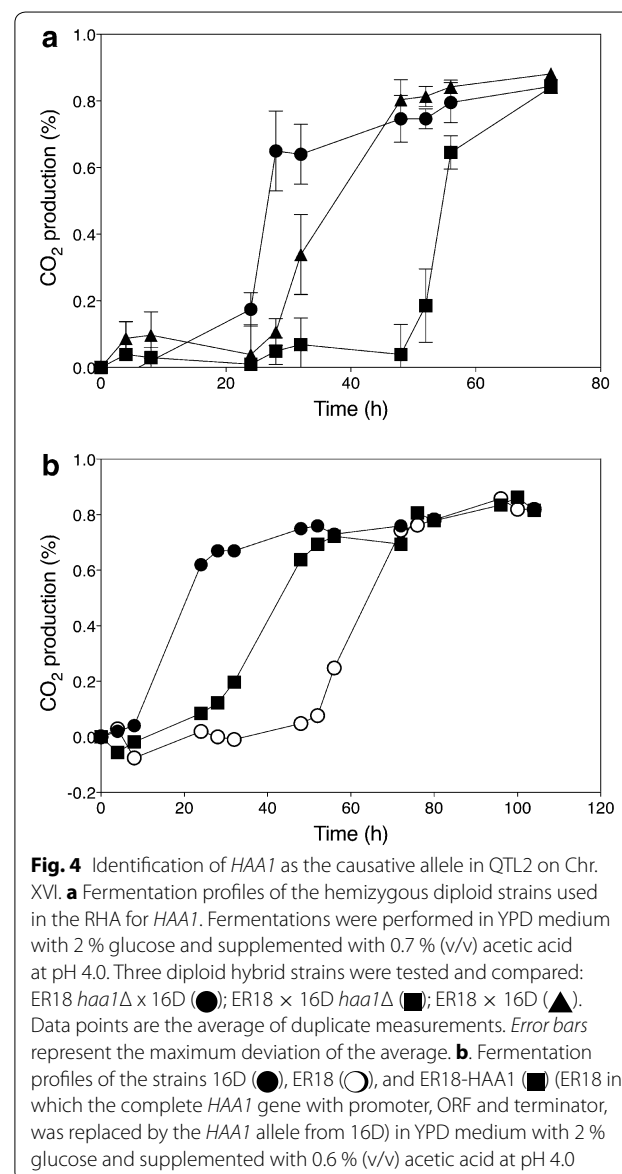 a
1.0
0.8
0.6
0.4
0.2
0.0
CO2 production (%)
0 20 40 60 80
Time (h)
b
1.0
0.8
0.6
0.4
0.2
0.0
-0.2
CO2 production (%)
0 20 40 60 80 100 120
Time (h)
Fig. 4 Identification of HAA1 as the causative allele in QTL2 on Chr.
XVI. a Fermentation profiles of the hemizygous diploid strains used
in the RHA for HAA1. Fermentations were performed in YPD medium
with 2 % glucose and supplemented with 0.7 % (v/v) acetic acid
at pH 4.0. Three diploid hybrid strains were tested and compared:
ER18 haa1Δ x 16D (●); ER18 × 16D haa1Δ (■); ER18 × 16D (▲).
Data points are the average of duplicate measurements. Error bars
represent the maximum deviation of the average. b. Fermentation
profiles of the strains 16D (●), ER18 (○), and ER18-HAA1 (■) (ER18 in
which the complete HAA1 gene with promoter, ORF and terminator,
was replaced by the HAA1 allele from 16D) in YPD medium with 2 %
glucose and supplemented with 0.6 % (v/v) acetic acid at pH 4.0